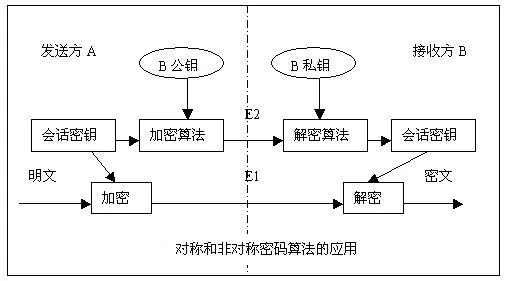 发送方 A
接收方 B
B 公钥
B 私钥
E2
会话密钥
加密算法
解密算法
会话密钥
明文
E1
密文
加密
解密
对称和非对称密码算法的应用